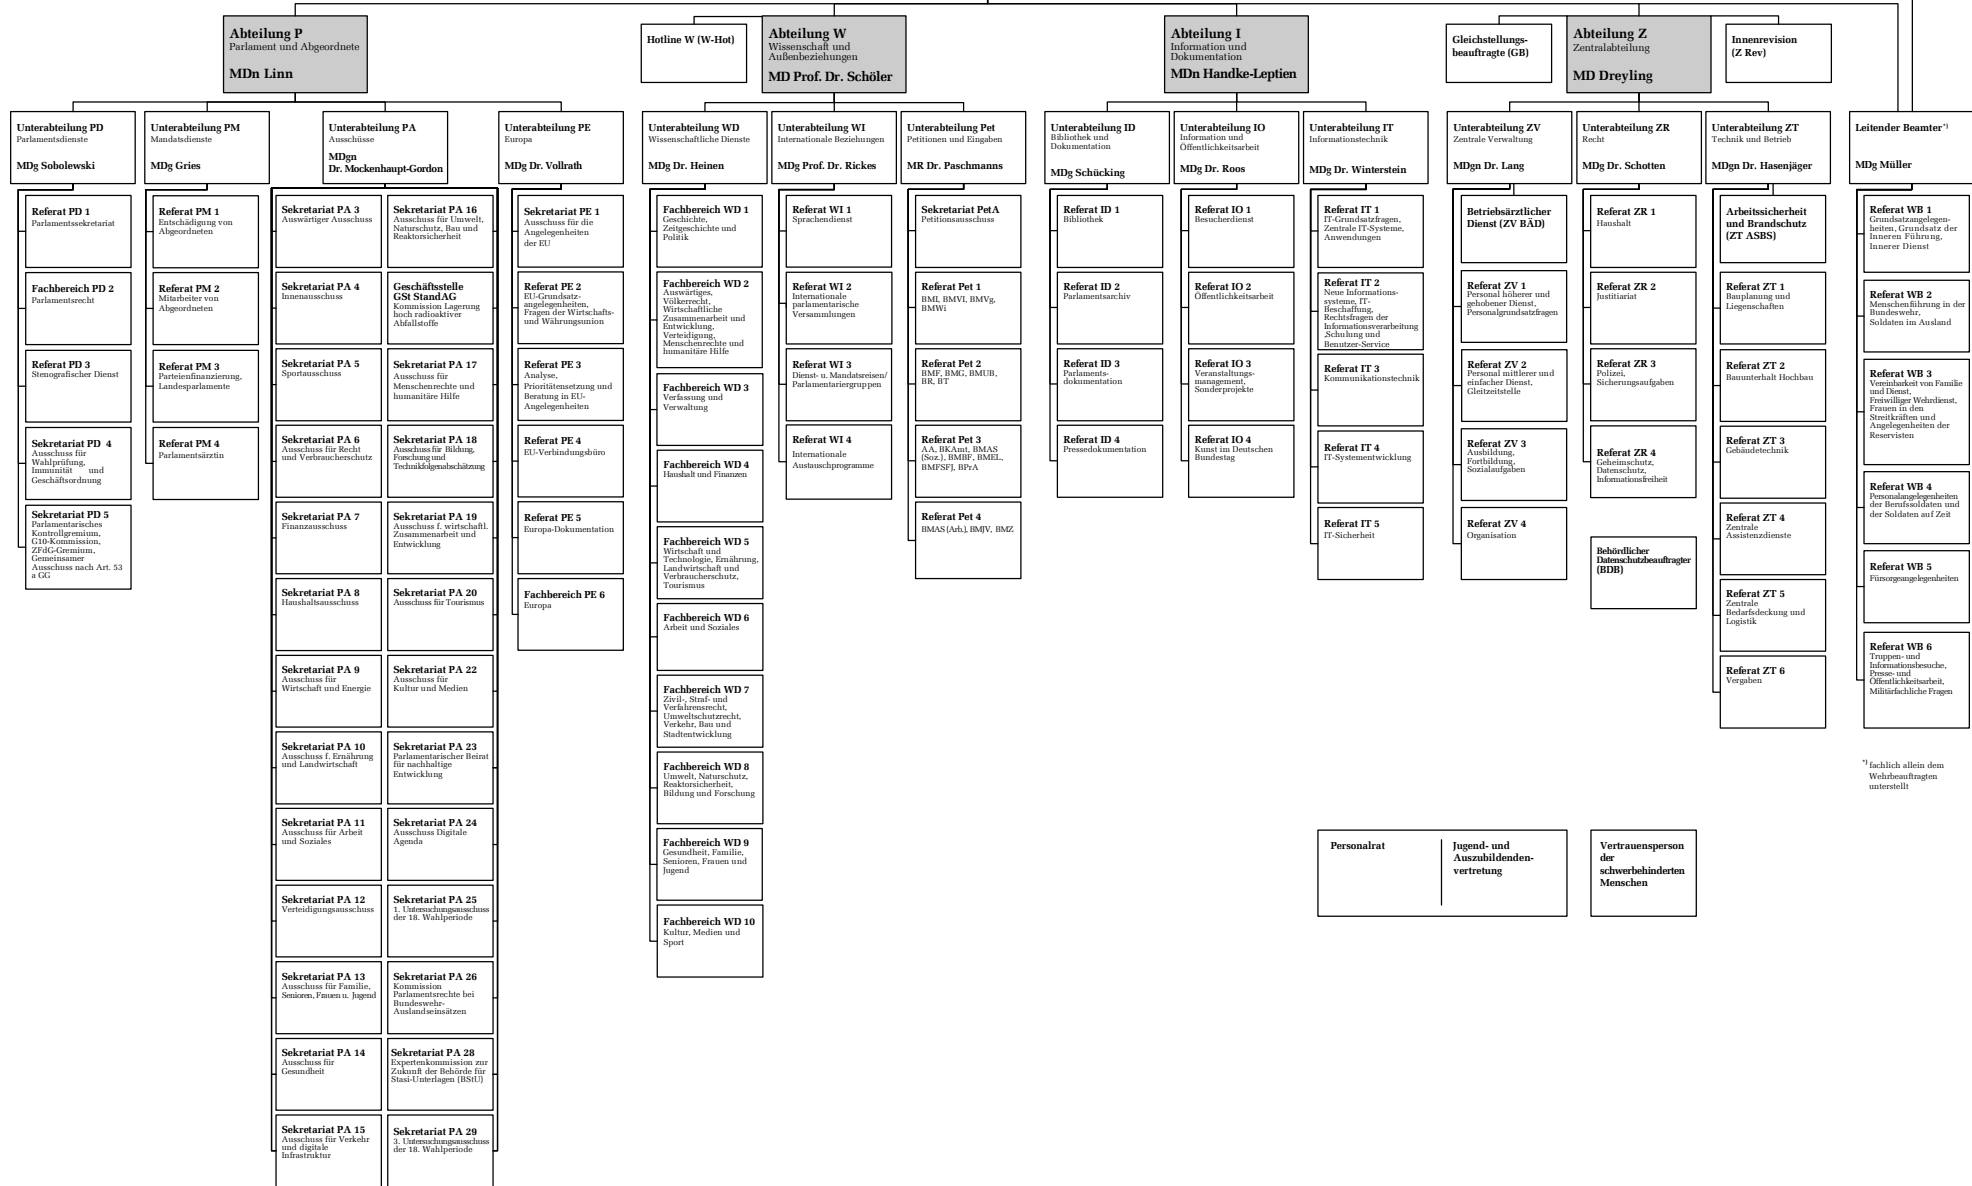 Abteilung P
Parlament und Abgeordnete
MDn Linn
Hotline W (W-Hot)
Abteilung W
Wissenschaft und
Außenbeziehungen
MD Prof. Dr. Schöler
Abteilung I
Information und
Dokumentation
MDn Handke-Leptien
Gleichstellungs-
beauftragte (GB)
Abteilung Z
Zentralabteilung
MD Dreyling
Innenrevision
(Z Rev)
Unterabteilung PD
Parlamentsdienste
MDg Sobolewski
Unterabteilung PM
Mandatsdienste
MDg Gries
Unterabteilung PA
Ausschüsse
MDgn
Dr. Mockenhaupt-Gordon
Unterabteilung PE
Europa
MDg Dr. Vollrath
Unterabteilung WD
Wissenschaftliche Dienste
MDg Dr. Heinen
Unterabteilung WI
Internationale Beziehungen
MDg Prof. Dr. Rickes
Unterabteilung Pet
Petitionen und Eingaben
MR Dr. Paschmanns
Unterabteilung ID
Bibliothek und
Dokumentation
MDg Schücking
Unterabteilung IO
Information und
Öffentlichkeitsarbeit
MDg Dr. Roos
Unterabteilung IT
Informationstechnik
MDg Dr. Winterstein
Unterabteilung ZV
Zentrale Verwaltung
MDgn Dr. Lang
Unterabteilung ZR
Recht
MDg Dr. Schotten
Unterabteilung ZT
Technik und Betrieb
MDgn Dr. Hasenjäger
Leitender Beamter*)
MDg Müller
Referat PD 1
Parlamentssekretariat
Fachbereich PD 2
Parlamentsrecht
Referat PD 3
Stenografischer Dienst
Sekretariat PD 4
Ausschuss für
Wahlprüfung,
Immunität und
Geschäftsordnung
Sekretariat PD 5
Parlamentarisches
Kontrollgremium,
G10-Kommission,
ZFdG-Gremium,
Gemeinsamer
Ausschuss nach Art. 53
a GG
Referat PM 1
Entschädigung von
Abgeordneten
Referat PM 2
Mitarbeiter von
Abgeordneten
Referat PM 3
Parteienfinanzierung,
Landesparlamente
Referat PM 4
Parlamentsärztin
Sekretariat PA 3
Auswärtiger Ausschuss
Sekretariat PA 4
Innenausschuss
Sekretariat PA 5
Sportausschuss
Sekretariat PA 6
Ausschuss für Recht
und Verbraucherschutz
Sekretariat PA 7
Finanzausschuss
Sekretariat PA 8
Haushaltsausschuss
Sekretariat PA 9
Ausschuss für
Wirtschaft und Energie
Sekretariat PA 10
Ausschuss f. Ernährung
und Landwirtschaft
Sekretariat PA 11
Ausschuss für Arbeit
und Soziales
Sekretariat PA 12
Verteidigungsausschuss
Sekretariat PA 13
Ausschuss für Familie,
Senioren, Frauen u. Jugend
Sekretariat PA 14
Ausschuss für
Gesundheit
Sekretariat PA 15
Ausschuss für Verkehr
und digitale
Infrastruktur
Sekretariat PA 16
Ausschuss für Umwelt,
Naturschutz, Bau und
Reaktorsicherheit
Geschäftsstelle
GSt StandAG
Kommission Lagerung
hoch radioaktiver
Abfallstoffe
Sekretariat PA 17
Ausschuss für
Menschenrechte und
humanitäre Hilfe
Sekretariat PA 18
Ausschuss für Bildung,
Forschung und
Technikfolgenabschätzung
Sekretariat PA 19
Ausschuss f. wirtschaftl.
Zusammenarbeit und
Entwicklung
Sekretariat PA 20
Ausschuss für Tourismus
Sekretariat PA 22
Ausschuss für
Kultur und Medien
Sekretariat PA 23
Parlamentarischer Beirat
für nachhaltige
Entwicklung
Sekretariat PA 24
Ausschuss Digitale
Agenda
Sekretariat PA 25
1. Untersuchungsausschuss
der 18. Wahlperiode
Sekretariat PA 26
Kommission
Parlamentsrechte bei
Bundeswehr-
Auslandseinsätzen
Sekretariat PA 28
Expertenkommission zur
Zukunft der Behörde für
Stasi-Unterlagen (BStU)
Sekretariat PA 29
3. Untersuchungsausschuss
der 18. Wahlperiode
Sekretariat PE 1
Ausschuss für die
Angelegenheiten
der EU
Referat PE 2
EU-Grundsatz-
angelegenheiten,
Fragen der Wirtschafts-
und Währungsunion
Referat PE 3
Analyse,
Prioritätensetzung und
Beratung in EU-
Angelegenheiten
Referat PE 4
EU-Verbindungsbüro
Referat PE 5
Europa-Dokumentation
Fachbereich PE 6
Europa
Fachbereich WD 1
Geschichte,
Zeitgeschichte und
Politik
Fachbereich WD 2
Auswärtiges,
Völkerrecht,
Wirtschaftliche
Zusammenarbeit und
Entwicklung,
Verteidigung,
Menschenrechte und
humanitäre Hilfe
Fachbereich WD 3
Verfassung und
Verwaltung
Fachbereich WD 4
Haushalt und Finanzen
Fachbereich WD 5
Wirtschaft und
Technologie, Ernährung,
Landwirtschaft und
Verbraucherschutz,
Tourismus
Fachbereich WD 6
Arbeit und Soziales
Fachbereich WD 7
Zivil-, Straf- und
Verfahrensrecht,
Umweltschutzrecht,
Verkehr, Bau und
Stadtentwicklung
Fachbereich WD 8
Umwelt, Naturschutz,
Reaktorsicherheit,
Bildung und Forschung
Fachbereich WD 9
Gesundheit, Familie,
Senioren, Frauen und
Jugend
Fachbereich WD 10
Kultur, Medien und
Sport
Referat WI 1
Sprachendienst
Referat WI 2
Internationale
parlamentarische
Versammlungen
Referat WI 3
Dienst- u. Mandatsreisen/
Parlamentariergruppen
Referat WI 4
Internationale
Austauschprogramme
Sekretariat PetA
Petitionsausschuss
Referat Pet 1
BMI, BMVI, BMVg,
BMWi
Referat Pet 2
BMF, BMG, BMUB,
BR, BT
Referat Pet 3
AA, BKAmt, BMAS
(Soz.), BMBF, BMEL,
BMFSFJ, BPrA
Referat Pet 4
BMAS (Arb.), BMJV, BMZ
Referat ID 1
Bibliothek
Referat ID 2
Parlamentsarchiv
Referat ID 3
Parlaments-
dokumentation
Referat ID 4
Pressedokumentation
Referat IO 1
Besucherdienst
Referat IO 2
Öffentlichkeitsarbeit
Referat IO 3
Veranstaltungs-
management,
Sonderprojekte
Referat IO 4
Kunst im Deutschen
Bundestag
Referat IT 1
IT-Grundsatzfragen,
Zentrale IT-Systeme,
Anwendungen
Referat IT 2
Neue Informations-
systeme, IT-
Beschaffung,
Rechtsfragen der
Informationsverarbeitung
,Schulung und
Benutzer-Service
Referat IT 3
Kommunikationstechnik
Referat IT 4
IT-Systementwicklung
Referat IT 5
IT-Sicherheit
Betriebsärztlicher
Dienst (ZV BÄD)
Referat ZV 1
Personal höherer und
gehobener Dienst,
Personalgrundsatzfragen
Referat ZV 2
Personal mittlerer und
einfacher Dienst,
Gleitzeitstelle
Referat ZV 3
Ausbildung,
Fortbildung,
Sozialaufgaben
Referat ZV 4
Organisation
Referat ZR 1
Haushalt
Referat ZR 2
Justitiariat
Referat ZR 3
Polizei,
Sicherungsaufgaben
Referat ZR 4
Geheimschutz,
Datenschutz,
Informationsfreiheit
Behördlicher
Datenschutzbeauftragter
(BDB)
Arbeitssicherheit
und Brandschutz
(ZT ASBS)
Referat ZT 1
Bauplanung und
Liegenschaften
Referat ZT 2
Bauunterhalt Hochbau
Referat ZT 3
Gebäudetechnik
Referat ZT 4
Zentrale
Assistenzdienste
Referat ZT 5
Zentrale
Bedarfsdeckung und
Logistik
Referat ZT 6
Vergaben
Referat WB 1
Grundsatzangelegen-
heiten, Grundsatz der
Inneren Führung,
Innerer Dienst
Referat WB 2
Menschenführung in der
Bundeswehr,
Soldaten im Ausland
Referat WB 3
Vereinbarkeit von Familie
und Dienst,
Freiwilliger Wehrdienst,
Frauen in den
Streitkräften und
Angelegenheiten der
Reservisten
Referat WB 4
Personalangelegenheiten
der Berufssoldaten und
der Soldaten auf Zeit
Referat WB 5
Fürsorgeangelegenheiten
Referat WB 6
Truppen- und
Informationsbesuche,
Presse- und
Öffentlichkeitsarbeit,
Militärfachliche Fragen
*) fachlich allein dem
Wehrbeauftragten
unterstellt
Personalrat
Jugend- und
Auszubildenden-
vertretung
Vertrauensperson
der
schwerbehinderten
Menschen